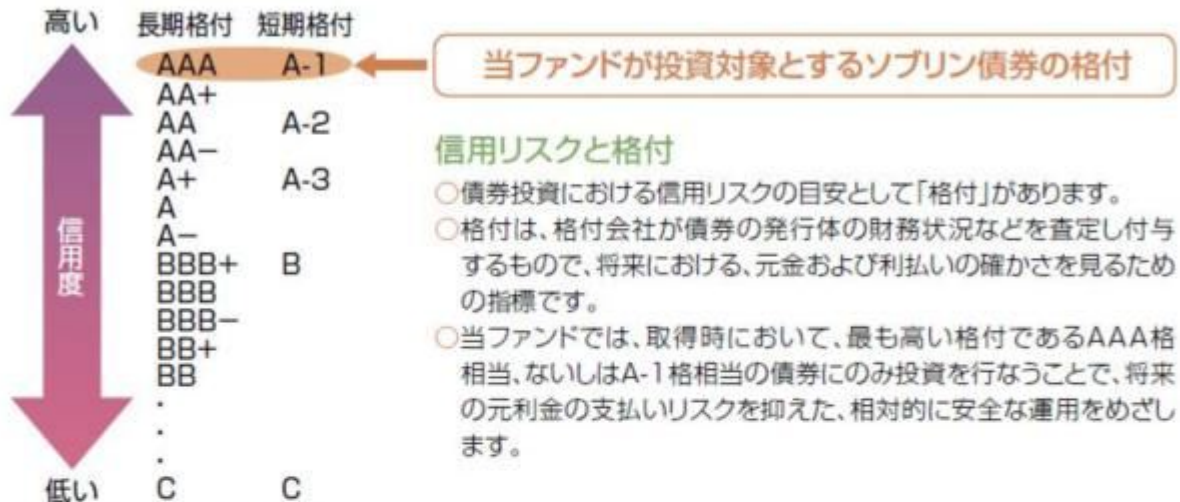 高い 長期格付 短期格付
AAA A-1
当ファンドが投資対象とするソブリン債券の格付
AA+
AA A-2
AA−
A+ A-3
A
A−
BBB+ B
BBB
BBB−
BB+
BB
・
・
・
低い C C
信用度
信用リスクと格付
○債券投資における信用リスクの目安として「格付」があります。
○格付は、格付会社が債券の発行体の財務状況などを査定し付与
するもので、将来における、元金および利払いの確かさを見るため
の指標です。
○当ファンドでは、取得時において、最も高い格付であるAAA格
相当、ないしはA-1格相当の債券にのみ投資を行なうことで、将来
の元利金の支払いリスクを抑えた、相対的に安全な運用をめざし
ます。